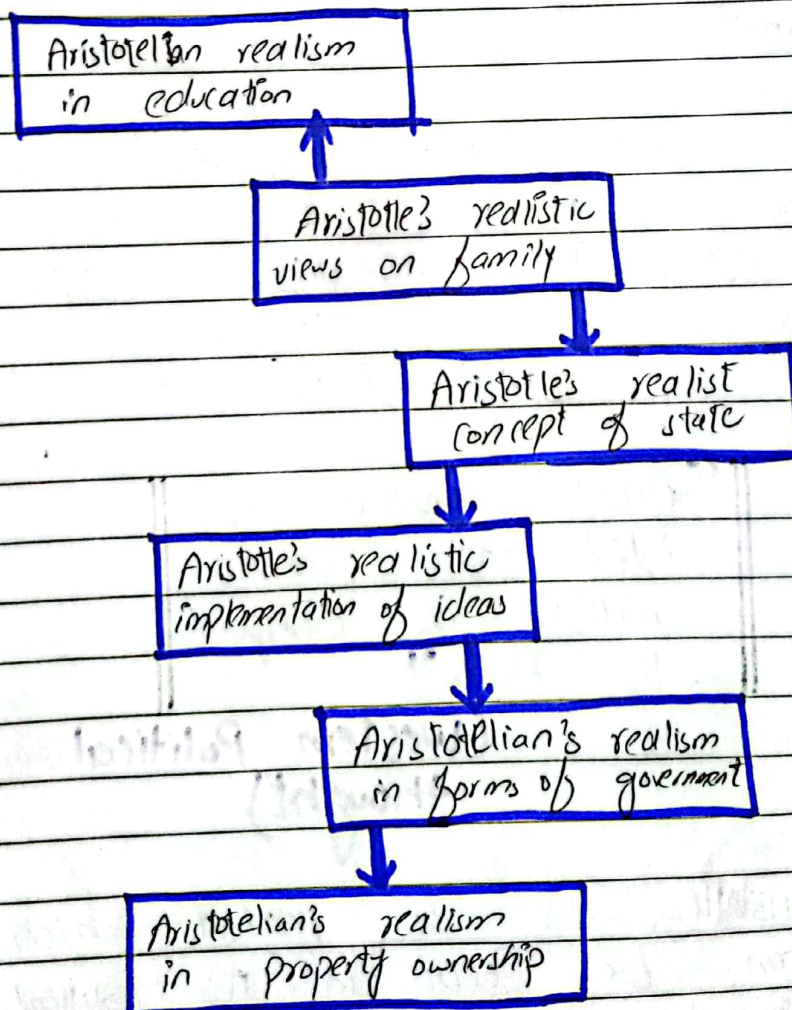 Aristotelian realism
in education
Aristotle's realistic
views on family
Aristotle's realist
concept of state
Aristotle's realistic
implementation of ideas
Aristotelian's realism
in forms of government
Aristotelian's realism
in property ownership
Political